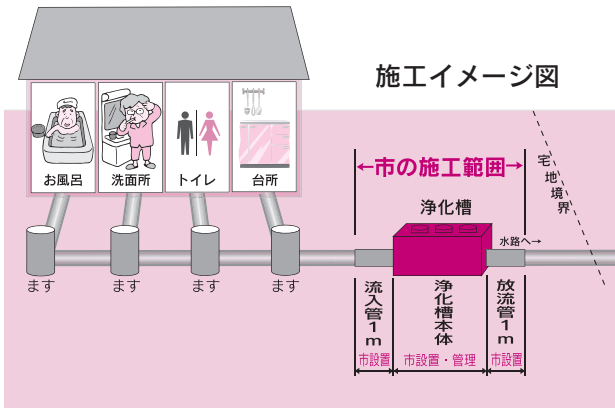 施工イメージ図
お風呂
洗面所
トイレ
台所
←市の施工範囲→
宅地境界
浄化槽
水路へ→
ます
ます
ます
ます
流入管1m
浄化槽本体
放流管1m
市設置
市設置・管理
市設置